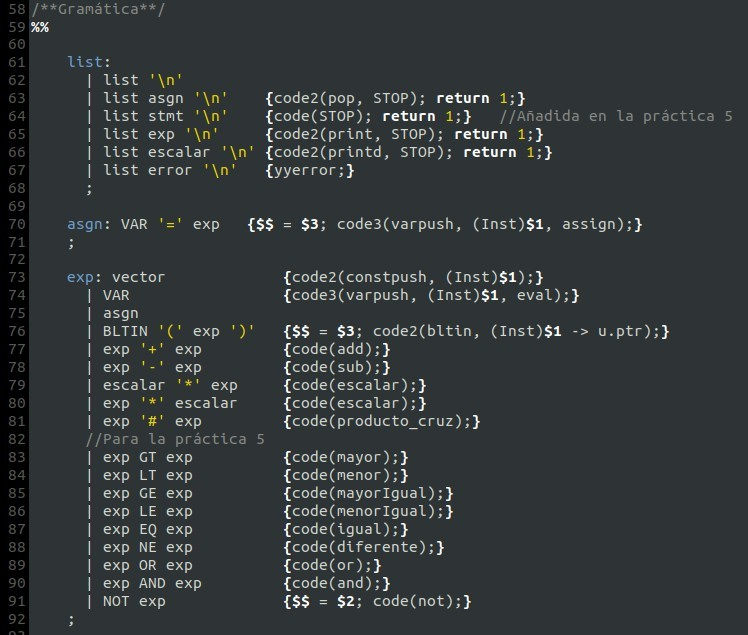 58 /**Gramática**/
59 %%
60
61     list:
62       | list '\n'
63       | list asgn '\n'    {code2(pop, STOP); return 1;}
64       | list stmt '\n'    {code(STOP); return 1;}   //Añadida en la práctica 5
65       | list exp '\n'     {code2(print, STOP); return 1;}
66       | list escalar '\n' {code2(printd, STOP); return 1;}
67       | list error '\n'   {yyerror;}
68       ;
69
70     asgn: VAR '=' exp   {$$ = $3; code3(varpush, (Inst)$1, assign);}
71     ;
72
73     exp: vector             {code2(constpush, (Inst)$1);}
74       | VAR                 {code3(varpush, (Inst)$1, eval);}
75       | asgn
76       | BLTIN '(' exp ')'   {$$ = $3; code2(bltin, (Inst)$1 -> u.ptr);}
77       | exp '+' exp         {code(add);}
78       | exp '-' exp         {code(sub);}
79       | escalar '*' exp     {code(escalar);}
80       | exp '*' escalar     {code(escalar);}
81       | exp '#' exp         {code(producto_cruz);}
82       //Para la práctica 5
83       | exp GT exp          {code(mayor);}
84       | exp LT exp          {code(menor);}
85       | exp GE exp          {code(mayorIgual);}
86       | exp LE exp          {code(menorIgual);}
87       | exp EQ exp          {code(igual);}
88       | exp NE exp          {code(diferente);}
89       | exp OR exp          {code(or);}
90       | exp AND exp         {code(and);}
91       | NOT exp             {$$ = $2; code(not);}
92     ;
93